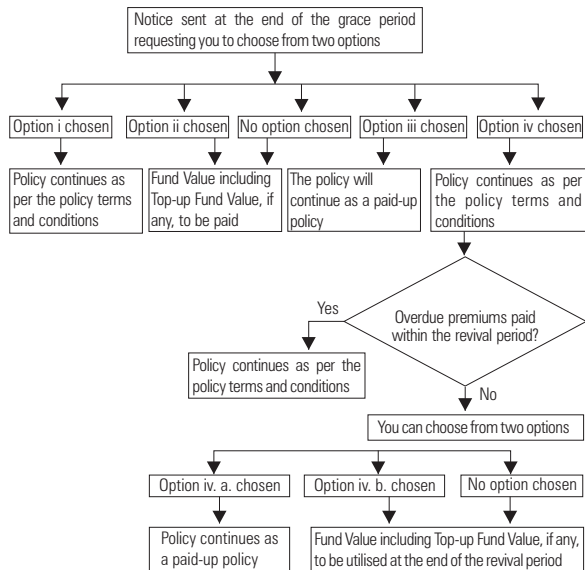 Notice sent at the end of the grace period
requesting you to choose from two options
Option i chosen
Option ii chosen
No option chosen
Option iii chosen
Option iv chosen
Policy continues as
per the policy terms
and conditions
Fund Value including
Top-up Fund Value, if
any, to be paid
The policy will
continue as a paid-up
policy
Policy continues as per
the policy terms and
conditions
Overdue premiums paid
within the revival period?
Yes
Policy continues as per the
policy terms and conditions
No
You can choose from two options
Option iv. a. chosen
Option iv. b. chosen
No option chosen
Policy continues as
a paid-up policy
Fund Value including Top-up Fund Value, if any,
to be utilised at the end of the revival period